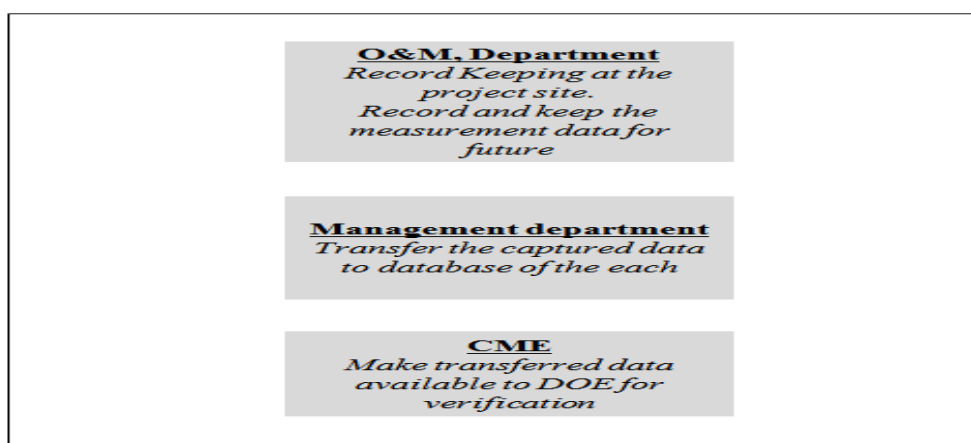 O&M, Department
Record Keeping at the
project site.
Record and keep the
measurement data for
future
Management department
Transfer the captured data
to database of the each
CME
Make transferred data
available to DOE for
verification